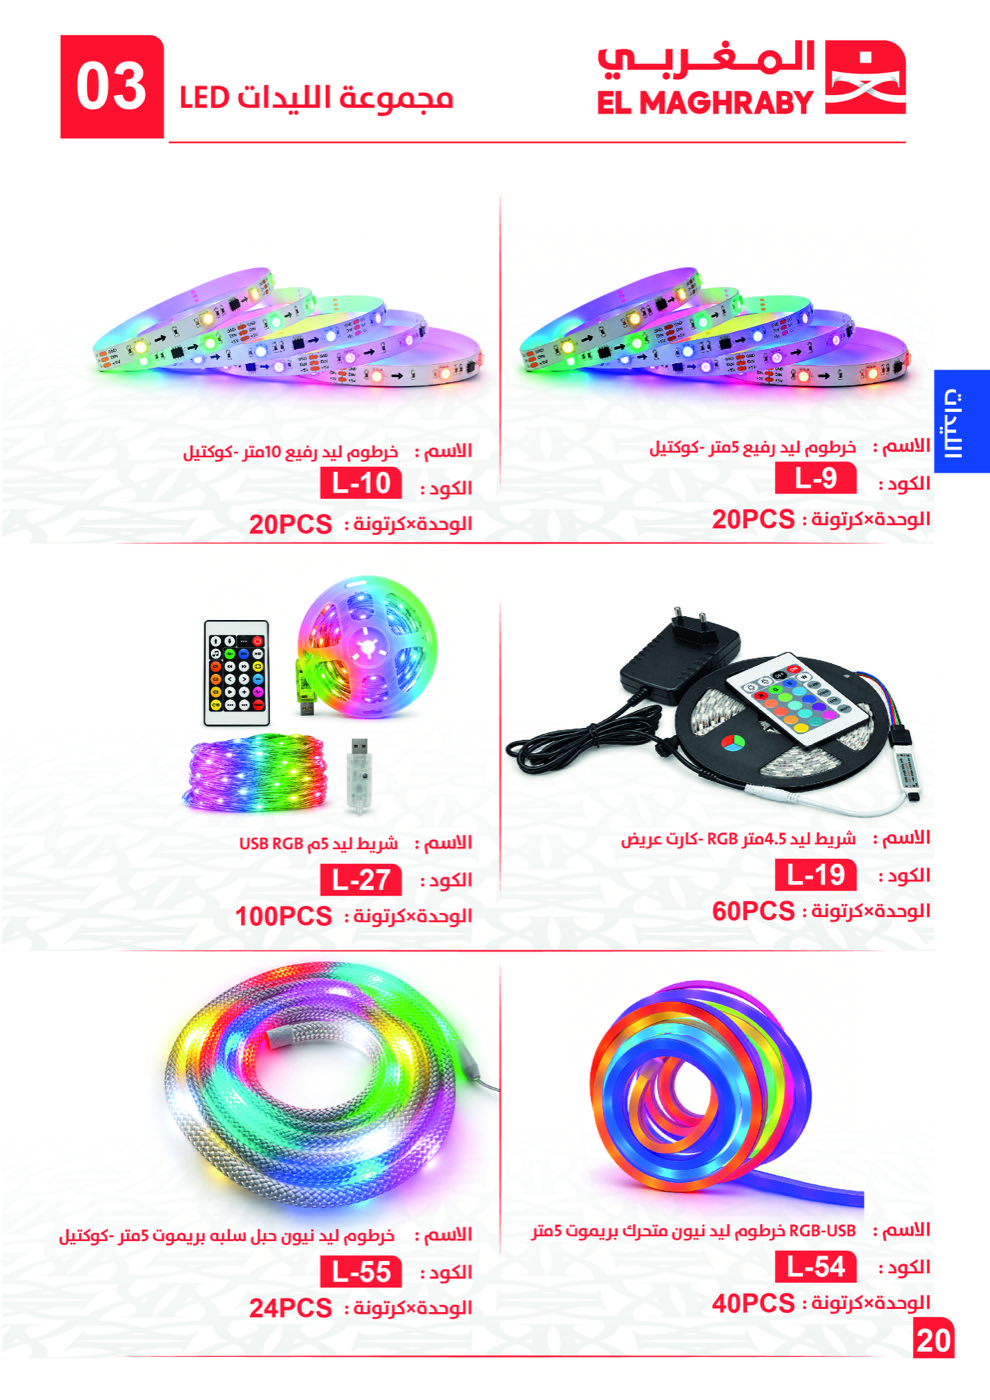 المـغـربي
EL MAGHRABY
مجموعة الليدات LED
03
الاسم : خرطوم ليد رفيع 5متر -كوكتيل
الكود : L-9
الوحدة×كرتونة : 20PCS
الاسم : خرطوم ليد رفيع 10متر -كوكتيل
الكود : L-10
الوحدة×كرتونة : 20PCS
الاسم : شريط ليد 4.5متر RGB -كارت عريض
الكود : L-19
الوحدة×كرتونة : 60PCS
الاسم : شريط ليد 5م USB RGB
الكود : L-27
الوحدة×كرتونة : 100PCS
الاسم : RGB-USB خرطوم ليد نيون متحرك بريموت 5متر
الكود : L-54
الوحدة×كرتونة : 40PCS
الاسم : خرطوم ليد نيون حبل سلبه بريموت 5متر -كوكتيل
الكود : L-55
الوحدة×كرتونة : 24PCS
20